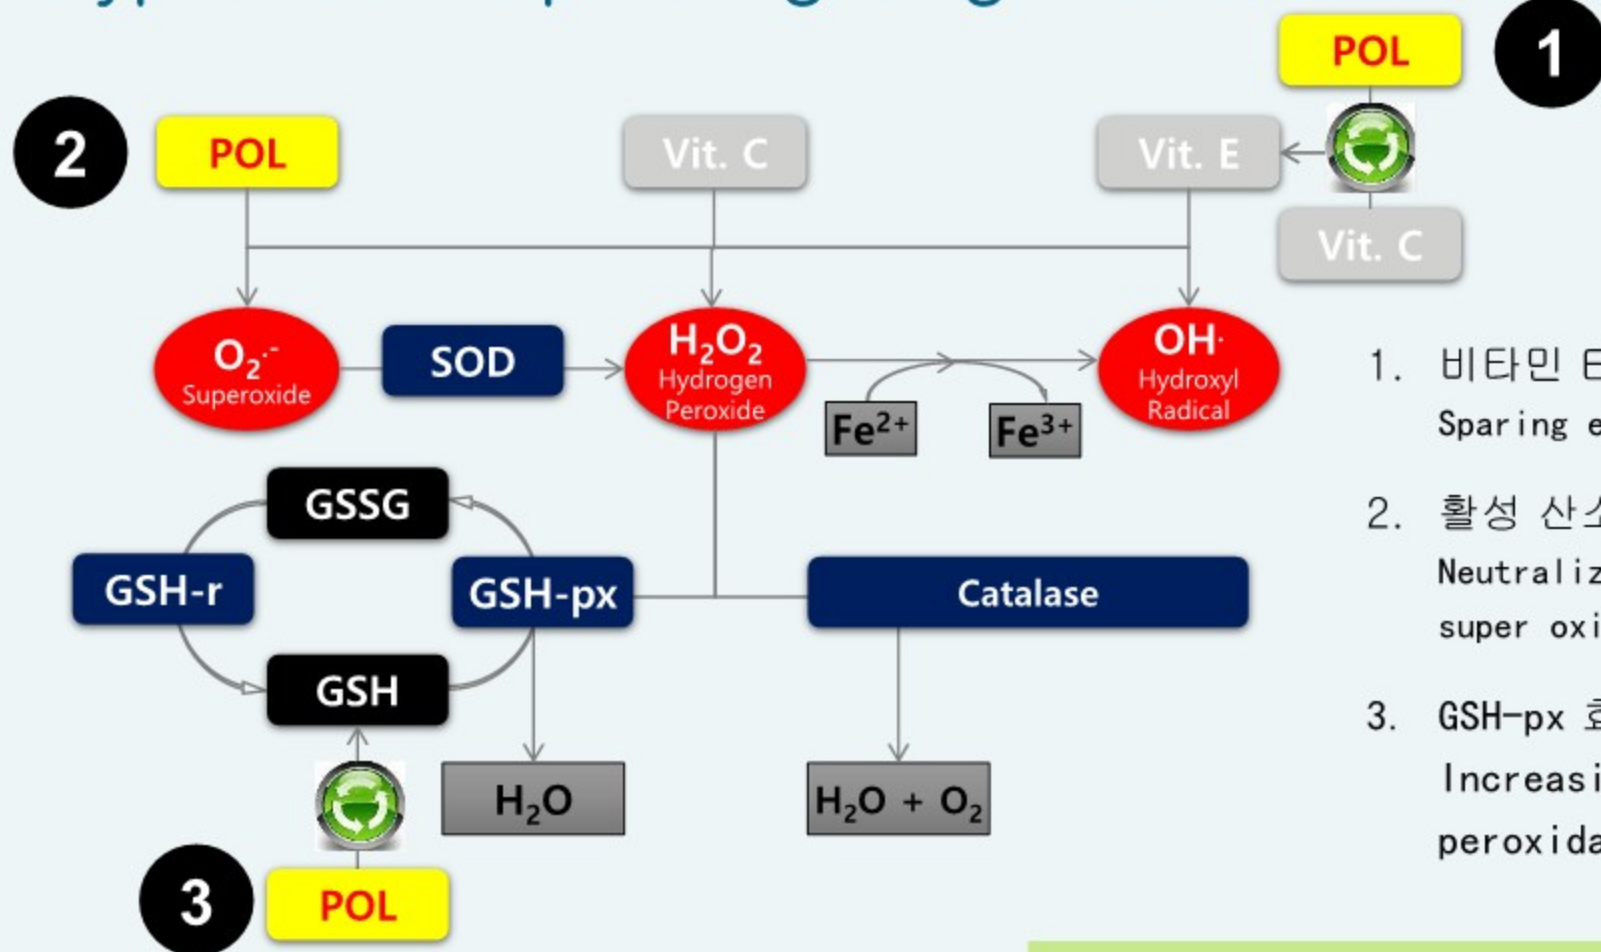 POL
1
2
POL
Vit. C
Vit. E
Vit. C
O₂·-
Superoxide
SOD
H₂O₂
Hydrogen
Peroxide
Fe²⁺
Fe³⁺
OH·
Hydroxyl
Radical
GSSG
GSH-r
GSH-px
Catalase
GSH
H₂O
H₂O + O₂
3
POL
1. 비타민
Sparing
2. 활성
super
3. GSH-px